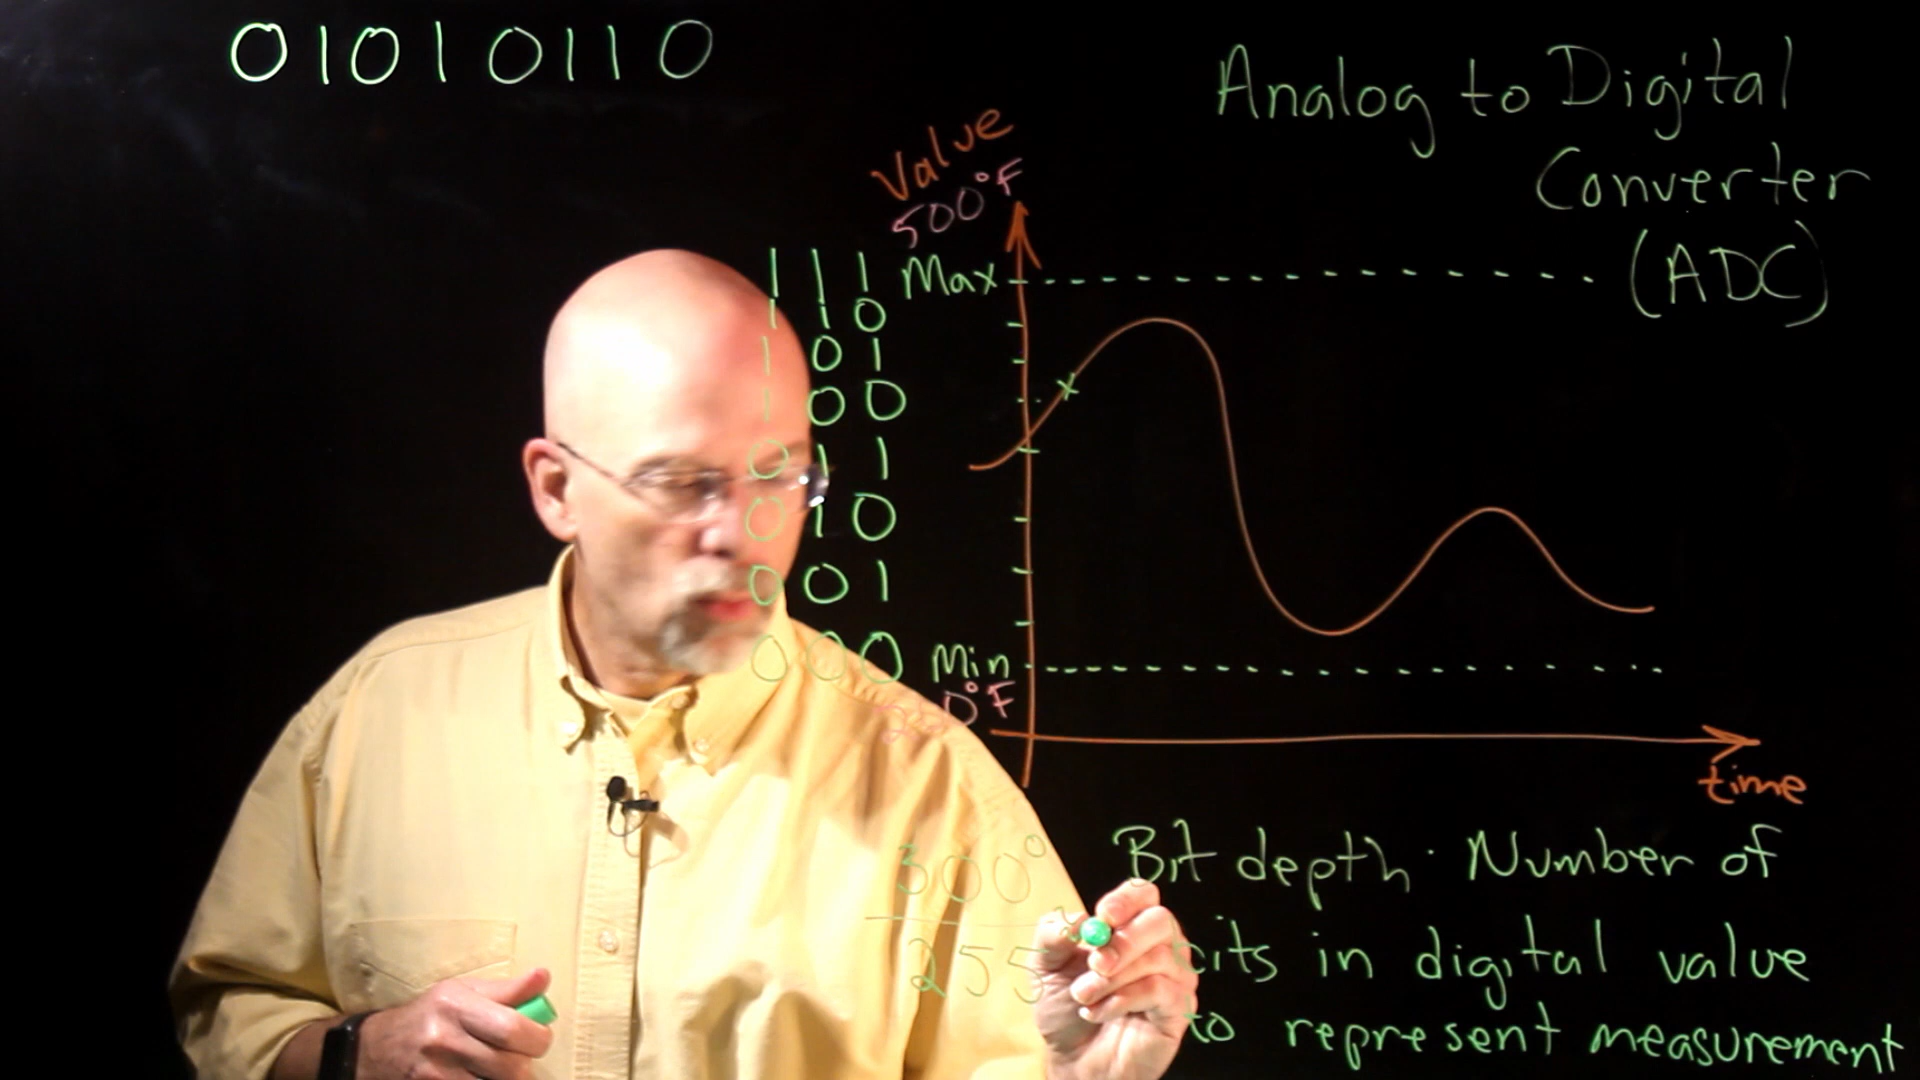 01010110
Analog to Digital
Converter
(ADC)
Value
500°F
111 Max
110
101
100
011
010
001
000 Min
0°F
time
300°
255
Bit depth: Number of
bits in digital value
to represent measurement